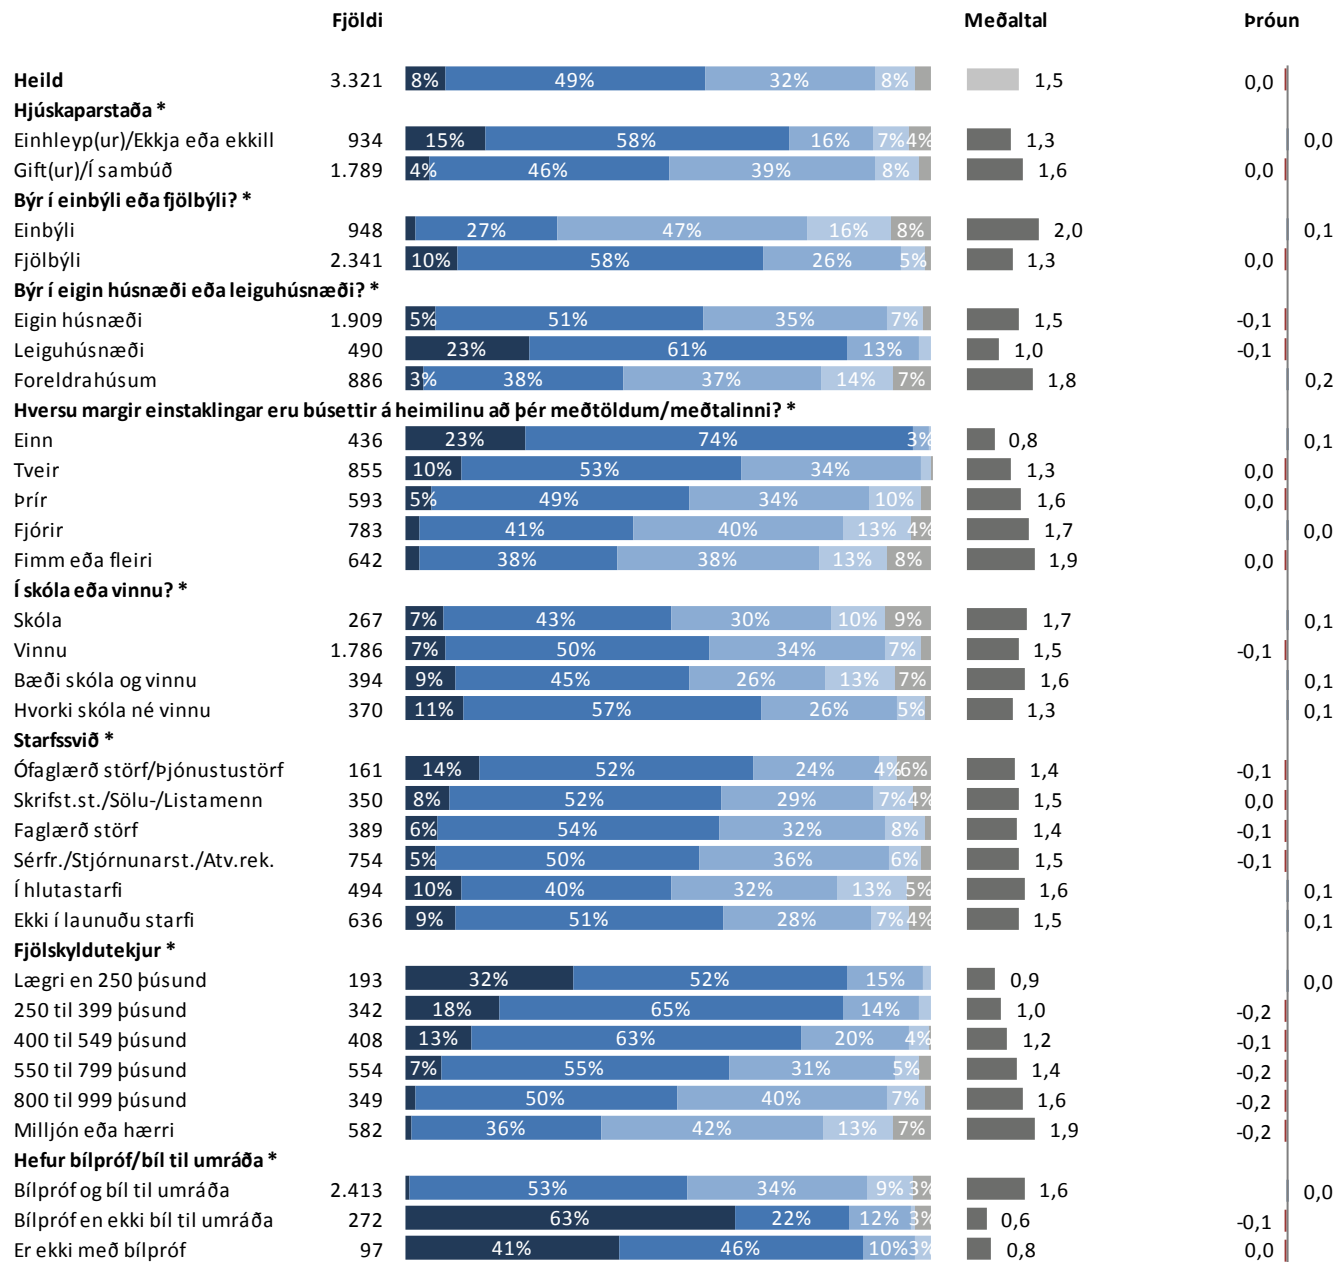 Fjöldi Meðaltal Þróun
Heild 3.321 8% 49% 32% 8% 1,5 0,0
Hjúskaparstaða *
Einhleyp(ur)/Ekkja eða ekkill 934 15% 58% 16% 7% 4% 1,3 0,0
Gift(ur)/Í sambúð 1.789 4% 46% 39% 8% 1,6 0,0
Býr í einbýli eða fjölbýli? *
Einbýli 948 27% 47% 16% 8% 2,0 0,1
Fjölbýli 2.341 10% 58% 26% 5% 1,3 0,0
Býr í eigin húsnæði eða leiguhúsnæði? *
Eigin húsnæði 1.909 5% 51% 35% 7% 1,5 -0,1
Leiguhúsnæði 490 23% 61% 13% 1,0 -0,1
Foreldrahúsum 886 3% 38% 37% 14% 7% 1,8 0,2
Hversu margir einstaklingar eru búsettir á heimilinu að þér meðtöldum/meðtalinni? *
Einn 436 23% 74% 3% 0,8 0,1
Tveir 855 10% 53% 34% 1,3 0,0
Þrír 593 5% 49% 34% 10% 1,6 0,0
Fjórir 783 41% 40% 13% 4% 1,7 0,0
Fimm eða fleiri 642 38% 38% 13% 8% 1,9 0,0
Í skóla eða vinnu? *
Skóla 267 7% 43% 30% 10% 9% 1,7 0,1
Vinnu 1.786 7% 50% 34% 7% 1,5 -0,1
Bæði skóla og vinnu 394 9% 45% 26% 13% 7% 1,6 0,1
Hvorki skóla né vinnu 370 11% 57% 26% 5% 1,3 0,1
Starfssvið *
Ófaglærð störf/Þjónustustörf 161 14% 52% 24% 4% 6% 1,4 -0,1
Skrifst.st./Sölu-/Listamenn 350 8% 52% 29% 7% 4% 1,5 0,0
Faglærð störf 389 6% 54% 32% 8% 1,4 -0,1
Sérfr./Stjórnunarst./Atv.rek. 754 5% 50% 36% 6% 1,5 -0,1
Í hlutastarfi 494 10% 40% 32% 13% 5% 1,6 0,1
Ekki í launuðu starfi 636 9% 51% 28% 7% 4% 1,5 0,1
Fjölskyldutekjur *
Lægri en 250 þúsund 193 32% 52% 15% 0,9 0,0
250 til 399 þúsund 342 18% 65% 14% 1,0 -0,2
400 til 549 þúsund 408 13% 63% 20% 4% 1,2 -0,1
550 til 799 þúsund 554 7% 55% 31% 5% 1,4 -0,2
800 til 999 þúsund 349 50% 40% 7% 1,6 -0,2
Milljón eða hærri 582 36% 42% 13% 7% 1,9 -0,2
Hefur bílpróf/bíl til umráða *
Bílpróf og bíl til umráða 2.413 53% 34% 9% 3% 1,6 0,0
Bílpróf en ekki bíl til umráða 272 63% 22% 12% 3% 0,6 -0,1
Er ekki með bílpróf 97 41% 46% 10% 3% 0,8 0,0